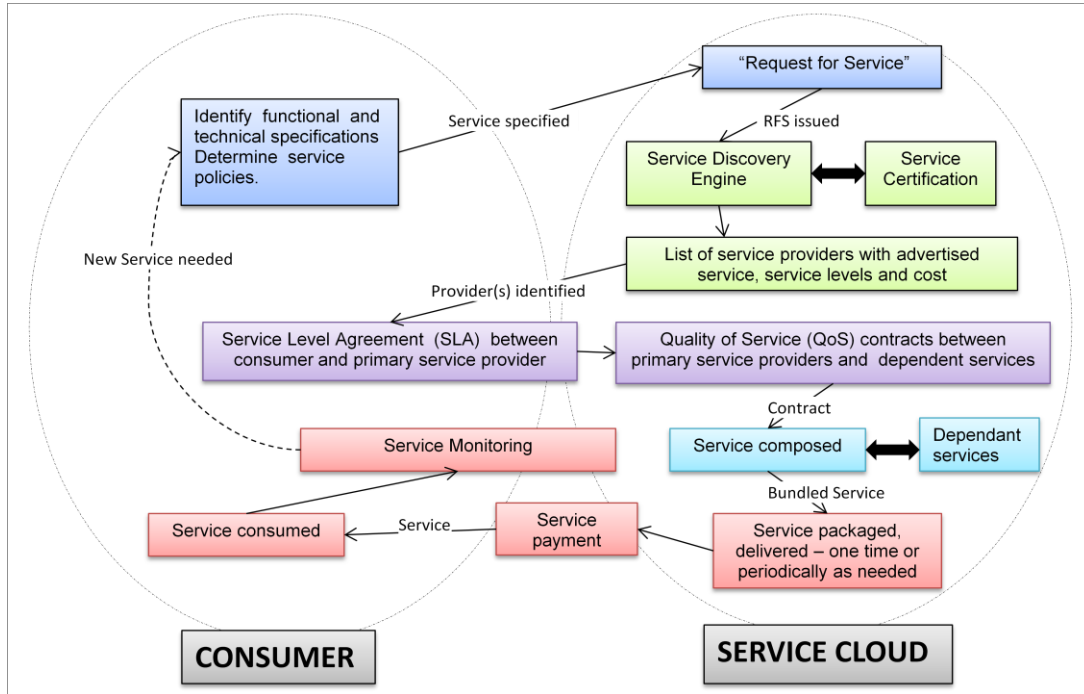 “Request for Service”
Identify functional and
technical specifications
Determine service
policies.
Service specified
RFS issued
Service Discovery
Engine
Service
Certification
New Service needed
List of service providers with advertised
service, service levels and cost
Provider(s) identified
Service Level Agreement (SLA) between
consumer and primary service provider
Quality of Service (QoS) contracts between
primary service providers and dependent services
Contract
Service Monitoring
Service composed
Dependant
services
Bundled Service
Service consumed
Service
Service
payment
Service packaged,
delivered – one time or
periodically as needed
CONSUMER
SERVICE CLOUD